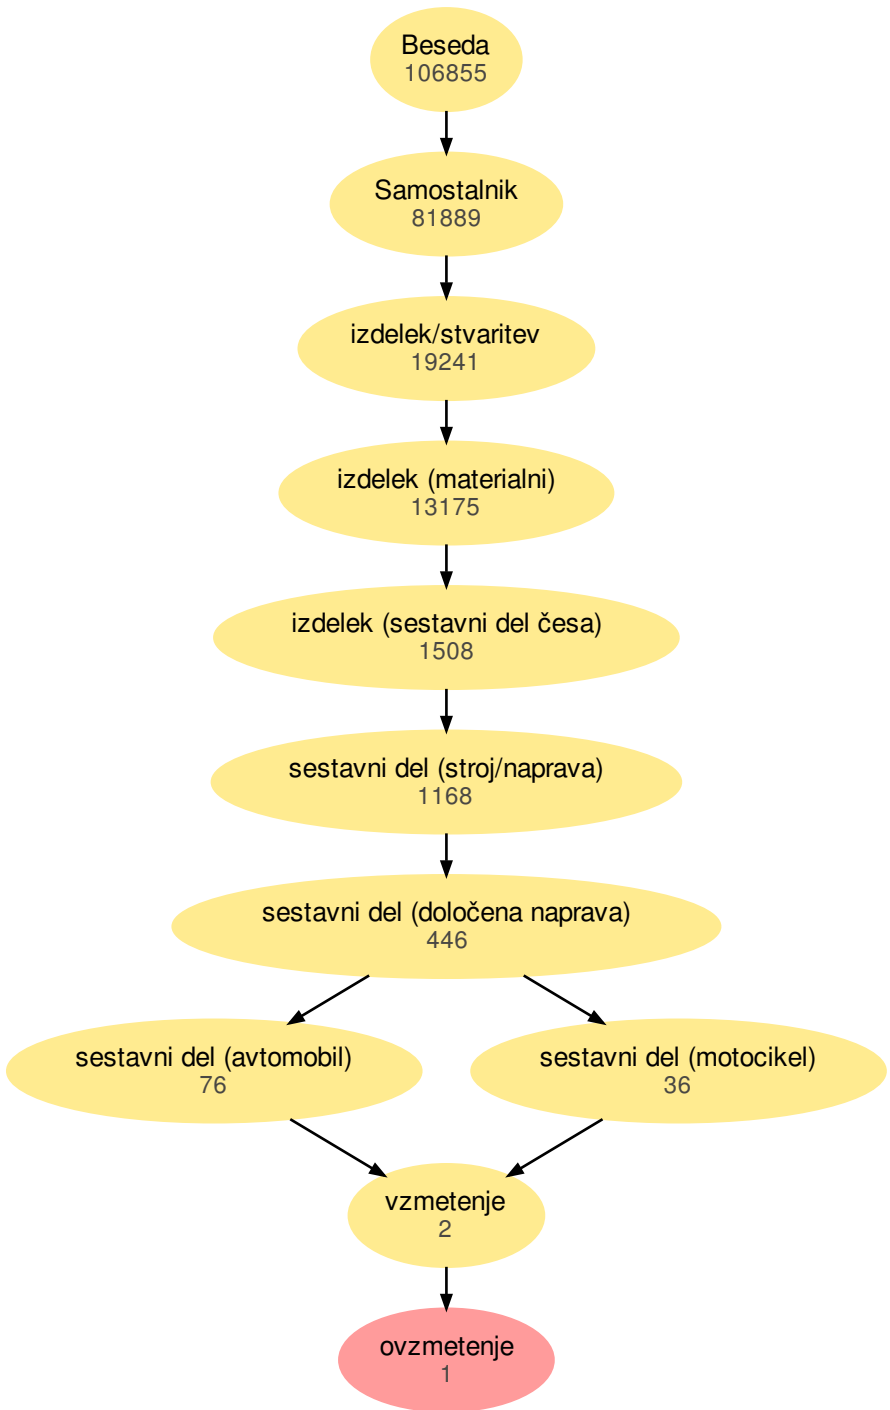 Beseda
106855
Samostalnik
81889
izdelek/stvaritev
19241
izdelek (materialni)
13175
izdelek (sestavni del česa)
1508
sestavni del (stroj/naprava)
1168
sestavni del (določena naprava)
446
sestavni del (avtomobil)
76
sestavni del (motocikel)
36
vzmetenje
2
ovzmetenje
1